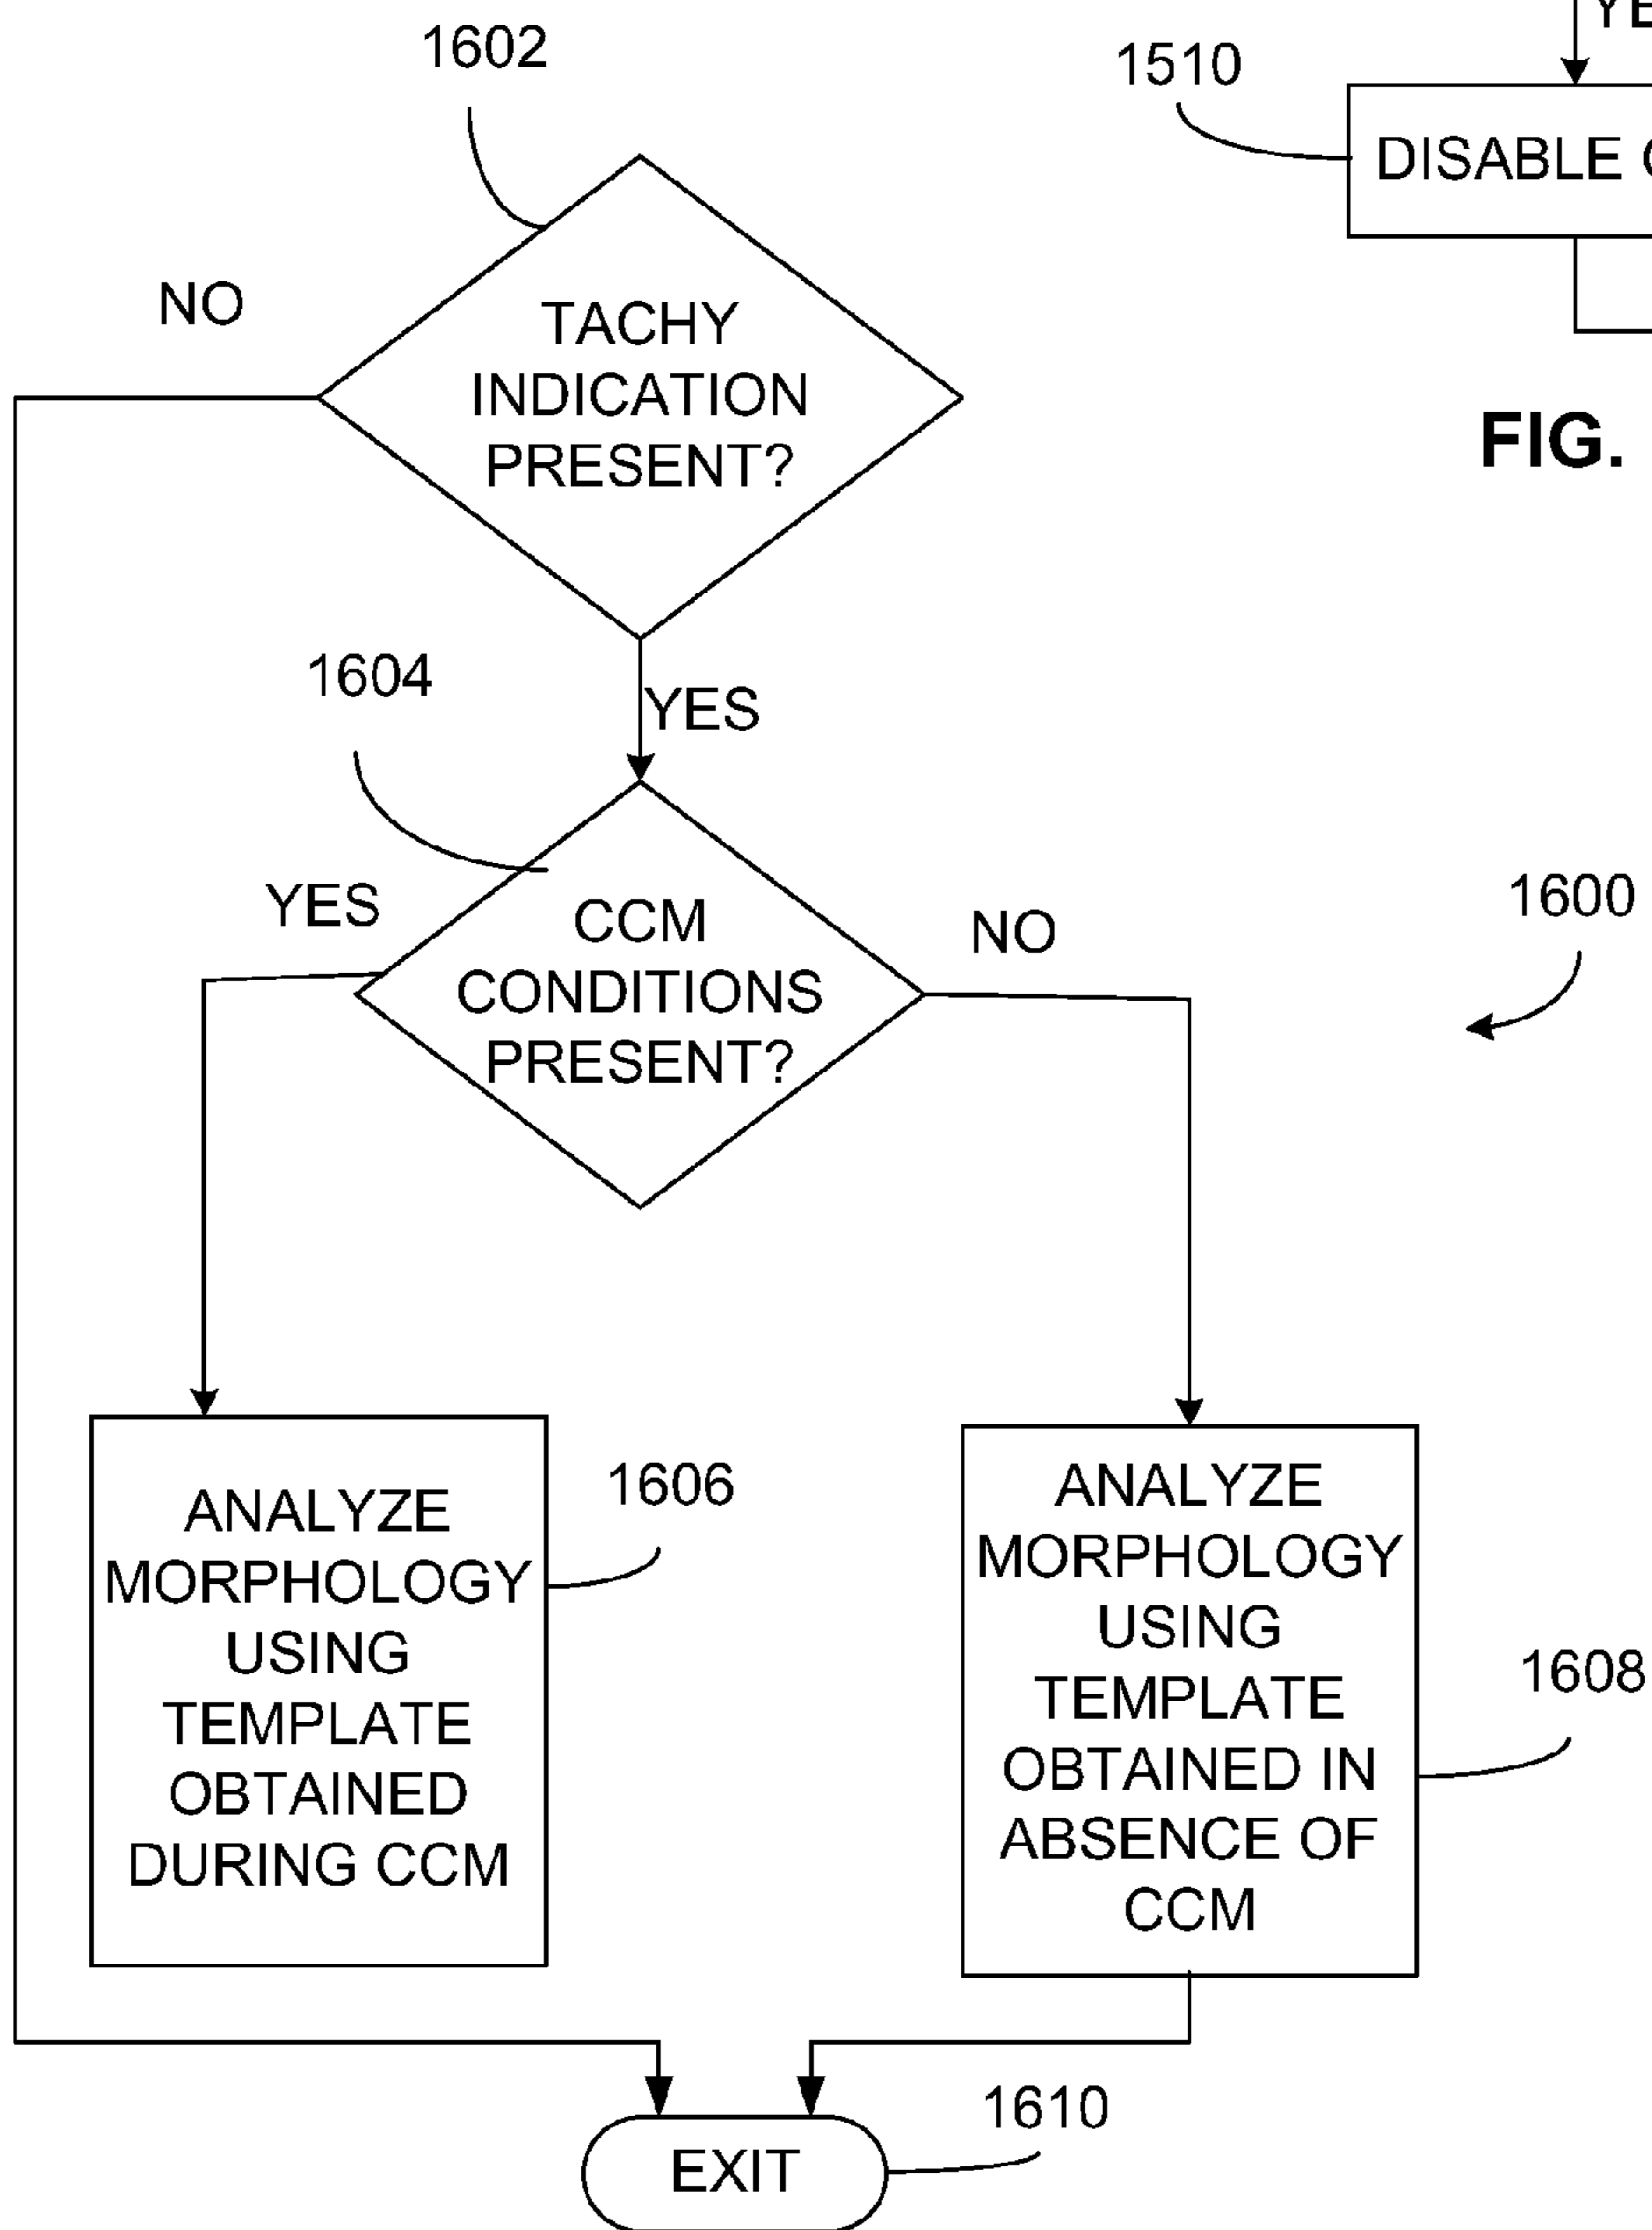 1602
1510
DISABLE
NO
TACHY
INDICATION
PRESENT?
FIG.
1604
YES
YES
CCM
CONDITIONS
PRESENT?
NO
1600
ANALYZE
MORPHOLOGY
USING
TEMPLATE
OBTAINED
DURING CCM
1606
ANALYZE
MORPHOLOGY
USING
TEMPLATE
OBTAINED IN
ABSENCE OF
CCM
1608
1610
EXIT